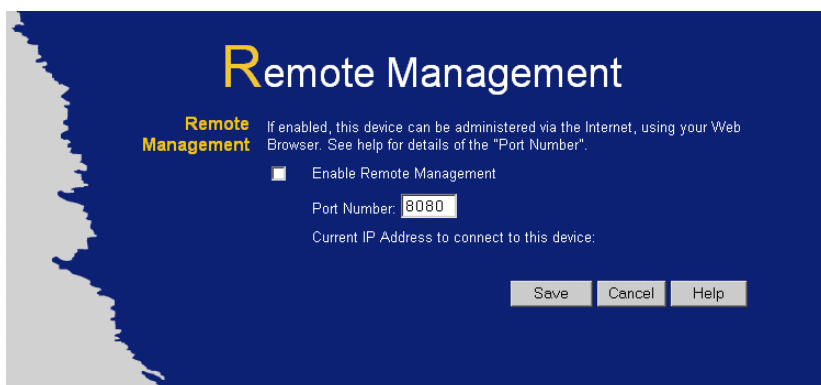 Remote Management
Remote
Management
If enabled, this device can be administered via the Internet, using your Web
Browser. See help for details of the "Port Number".
Enable Remote Management
Port Number: 8080
Current IP Address to connect to this device:
Save Cancel Help